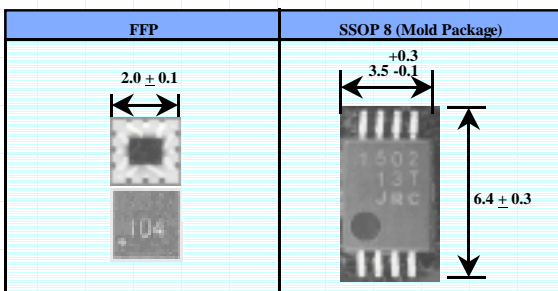 FFP
SSOP 8 (Mold Package)
2.0 ± 0.1
+0.3
3.5 -0.1
104
1502
13T
JRC
6.4 ± 0.3